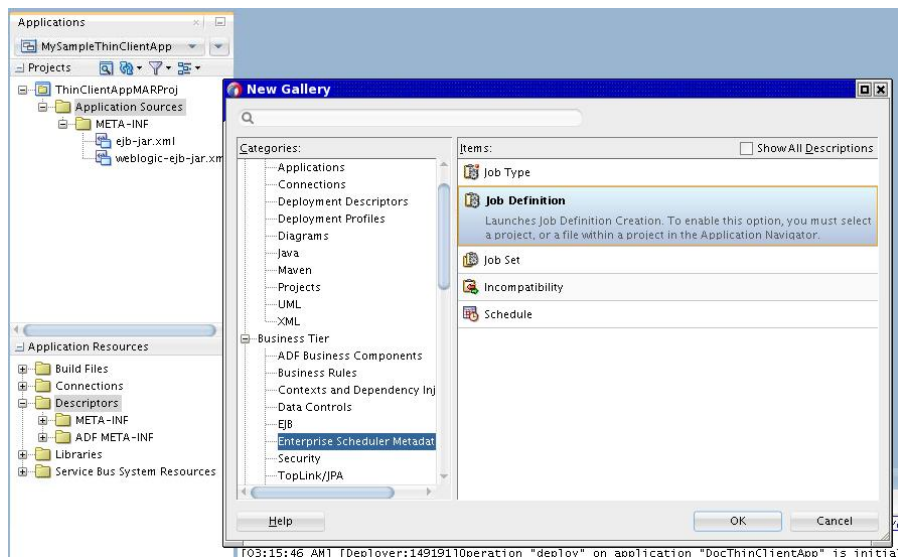 Applications
MySampleThinClientApp
Projects
ThinClientAppMARProj
Application Sources
META-INF
ejb-jar.xml
weblogic-ejb-jar.xm
Application Resources
Build Files
Connections
Descriptors
META-INF
ADF META-INF
Libraries
Service Bus System Resources
New Gallery
Categories:
Applications
Connections
Deployment Descriptors
Deployment Profiles
Diagrams
Java
Maven
Projects
UML
XML
Business Tier
ADF Business Components
Business Rules
Contexts and Dependency Inj
Data Controls
EJB
Enterprise Scheduler Metadat
Security
TopLink/JPA
Items:
Show All Descriptions
Job Type
Job Definition
Launches Job Definition Creation. To enable this option, you must select
a project, or a file within a project in the Application Navigator.
Job Set
Incompatibility
Schedule
Help
OK
Cancel
[03:15:46 AM] [Deployer:149191]Operation "deploy" on application "DocThinClientApp" is initial